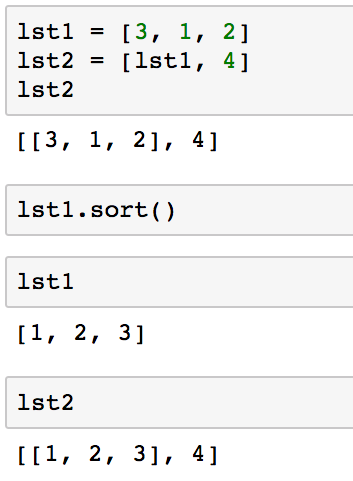 lst1 = [3, 1, 2]
lst2 = [lst1, 4]
lst2
[[3, 1, 2], 4]
lst1.sort()
lst1
[1, 2, 3]
lst2
[[1, 2, 3], 4]